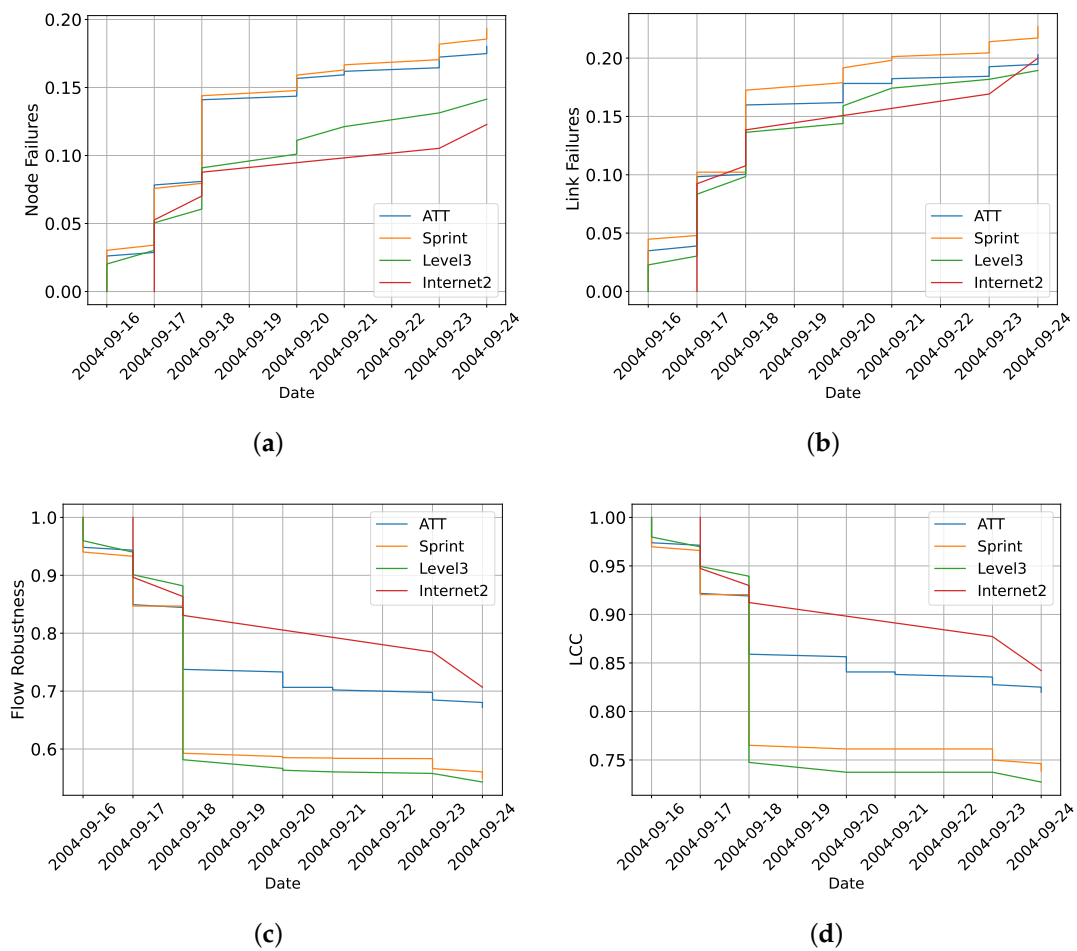 0.20
0.15
0.10
0.05
0.00
Node Failures
ATT
Sprint
Level3
Internet2
2004-09-16
2004-09-17
2004-09-18
2004-09-19
2004-09-20
2004-09-21
2004-09-22
2004-09-23
2004-09-24
Date
(a)
0.20
0.15
0.10
0.05
0.00
Link Failures
ATT
Sprint
Level3
Internet2
2004-09-16
2004-09-17
2004-09-18
2004-09-19
2004-09-20
2004-09-21
2004-09-22
2004-09-23
2004-09-24
Date
(b)
1.0
0.9
0.8
0.7
0.6
Flow Robustness
ATT
Sprint
Level3
Internet2
2004-09-16
2004-09-17
2004-09-18
2004-09-19
2004-09-20
2004-09-21
2004-09-22
2004-09-23
2004-09-24
Date
(c)
1.00
0.95
0.90
0.85
0.80
0.75
LCC
ATT
Sprint
Level3
Internet2
2004-09-16
2004-09-17
2004-09-18
2004-09-19
2004-09-20
2004-09-21
2004-09-22
2004-09-23
2004-09-24
Date
(d)